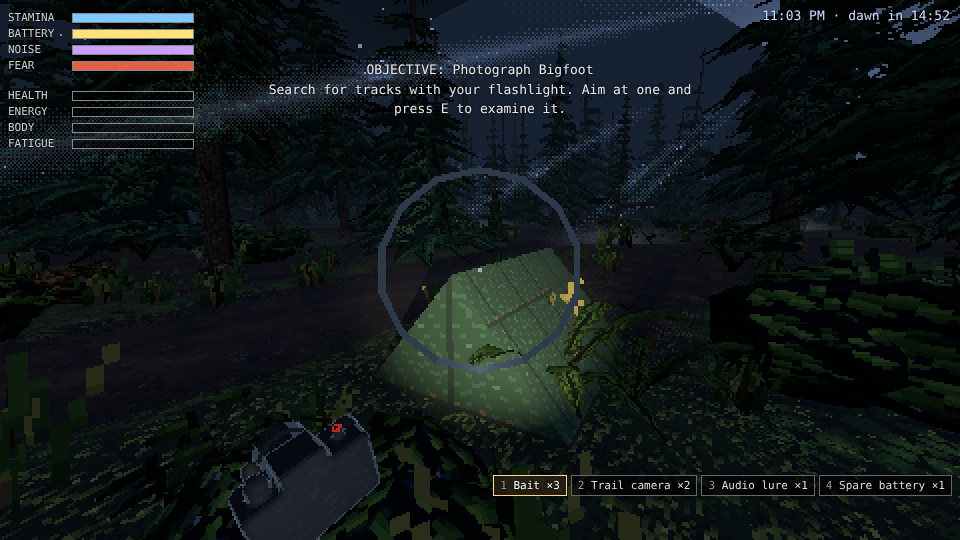 STAMINA
BATTERY
NOISE
FEAR
HEALTH
ENERGY
BODY
FATIGUE
11:03 PM · dawn in 14:52
OBJECTIVE: Photograph Bigfoot
Search for tracks with your flashlight. Aim at one and
press E to examine it.
1 Bait ×3
2 Trail camera ×2
3 Audio lure ×1
4 Spare battery ×1